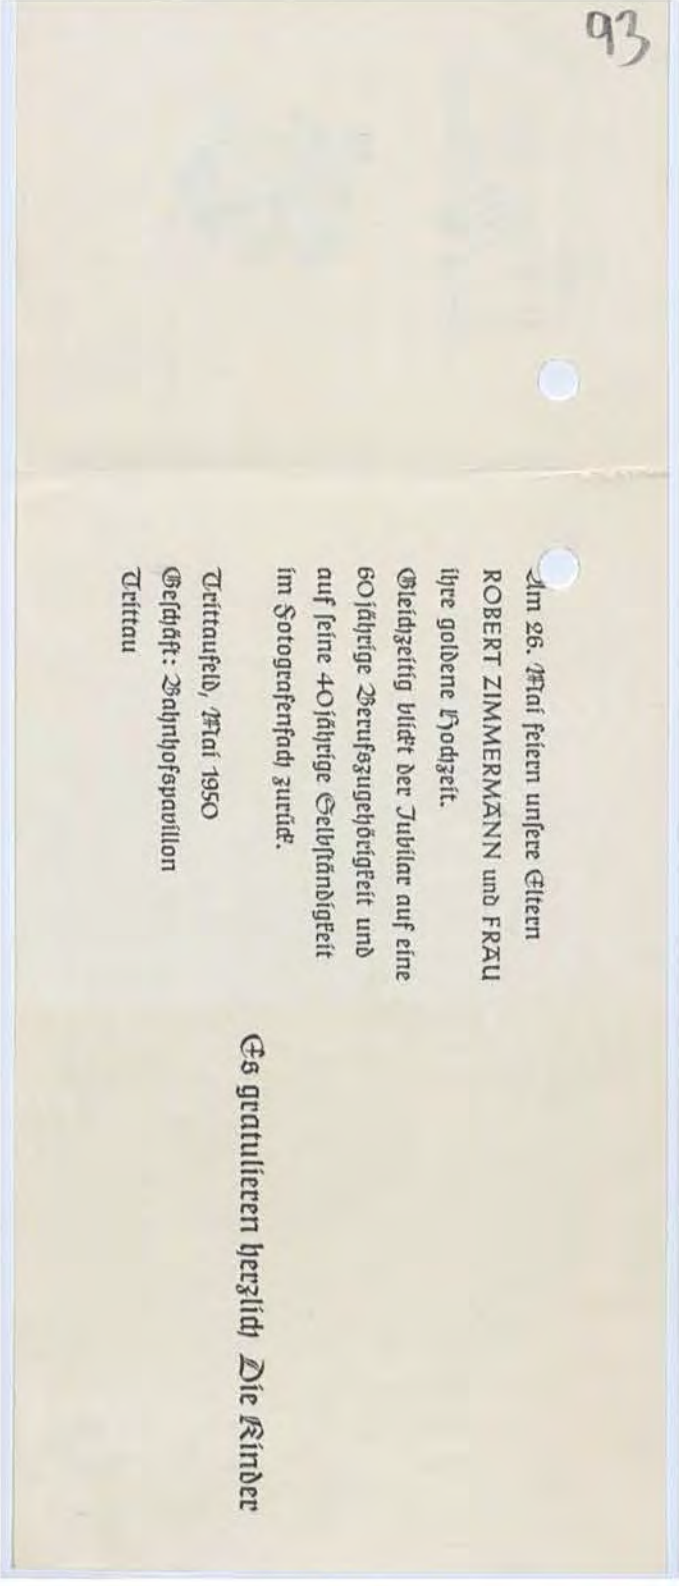 93
Am 26. Mai feiern unsere Eltern
ROBERT ZIMMERMANN und FRAU
ihre goldene Hochzeit.
Gleichzeitig blickt der Jubilar auf eine
60jährige Berufszugehörigkeit und
auf seine 40jährige Selbständigkeit
im Fotografenfach zurück.
Trittaufeld, Mai 1950
Geschäft: Bahnhofspavillon
Trittau
Es gratulieren herzlich Die Kinder